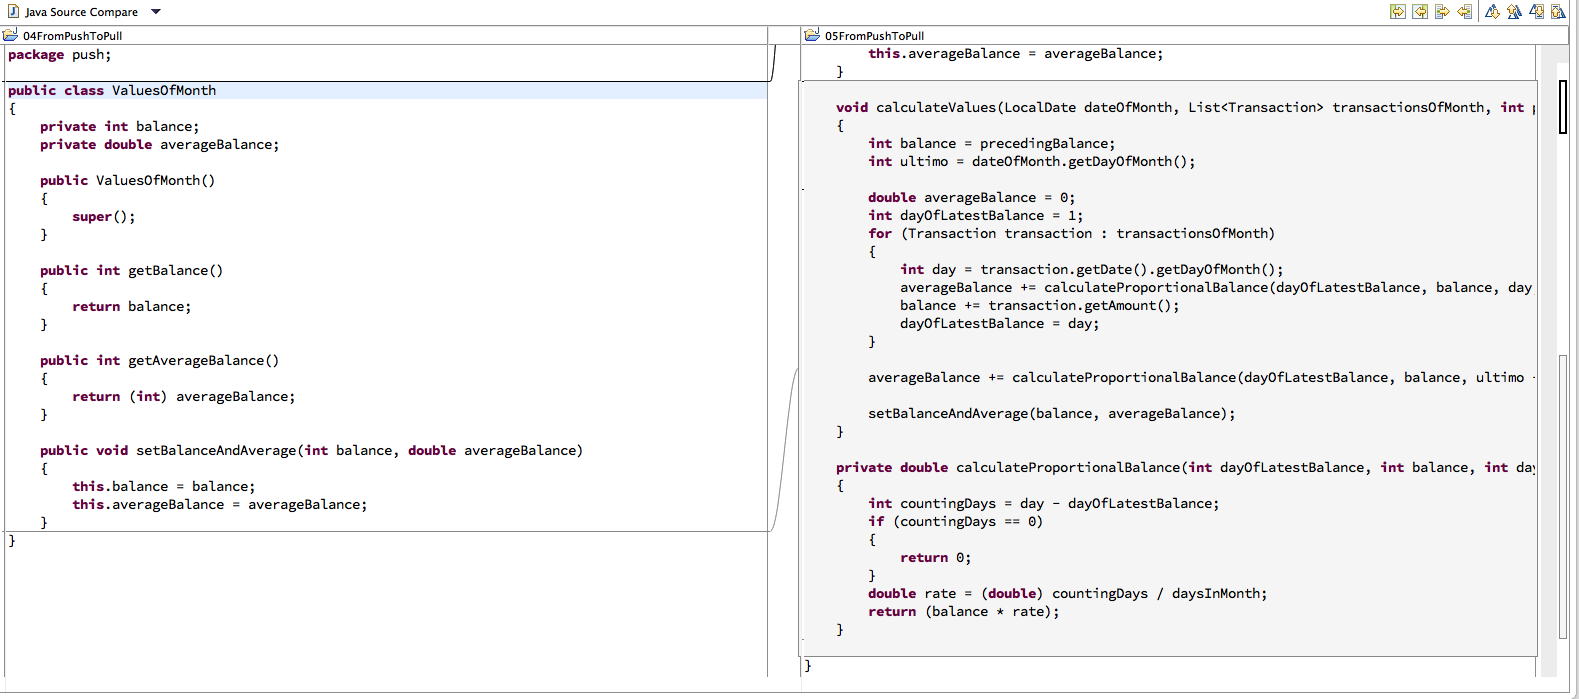 Java Source Compare
04FromPushToPull
package push;
public class ValuesOfMonth
{
    private int balance;
    private double averageBalance;
    public ValuesOfMonth()
    {
        super();
    }
    public int getBalance()
    {
        return balance;
    }
    public int getAverageBalance()
    {
        return (int) averageBalance;
    }
    public void setBalanceAndAverage(int balance, double averageBalance)
    {
        this.balance = balance;
        this.averageBalance = averageBalance;
    }
}
05FromPushToPull
        this.averageBalance = averageBalance;
    }
    void calculateValues(LocalDate dateOfMonth, List<Transaction> transactionsOfMonth, int
    {
        int balance = precedingBalance;
        int ultimo = dateOfMonth.getDayOfMonth();
        double averageBalance = 0;
        int dayOfLatestBalance = 1;
        for (Transaction transaction : transactionsOfMonth)
        {
            int day = transaction.getDate().getDayOfMonth();
            averageBalance += calculateProportionalBalance(dayOfLatestBalance, balance, day
            balance += transaction.getAmount();
            dayOfLatestBalance = day;
        }
        averageBalance += calculateProportionalBalance(dayOfLatestBalance, balance, ultimo
        setBalanceAndAverage(balance, averageBalance);
    }
    private double calculateProportionalBalance(int dayOfLatestBalance, int balance, int day
    {
        int countingDays = day - dayOfLatestBalance;
        if (countingDays == 0)
        {
            return 0;
        }
        double rate = (double) countingDays / daysInMonth;
        return (balance * rate);
    }
}